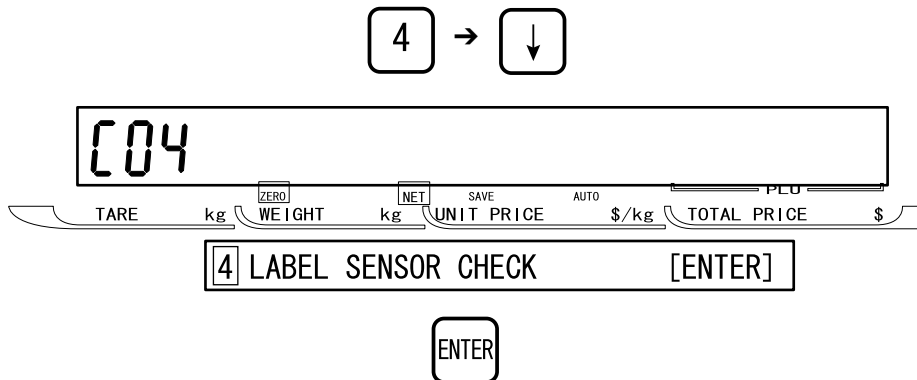 4 → ↓
C04
ZERO NET SAVE AUTO PLU
TARE kg WEIGHT kg UNIT PRICE $/kg TOTAL PRICE $
4 LABEL SENSOR CHECK [ENTER]
ENTER